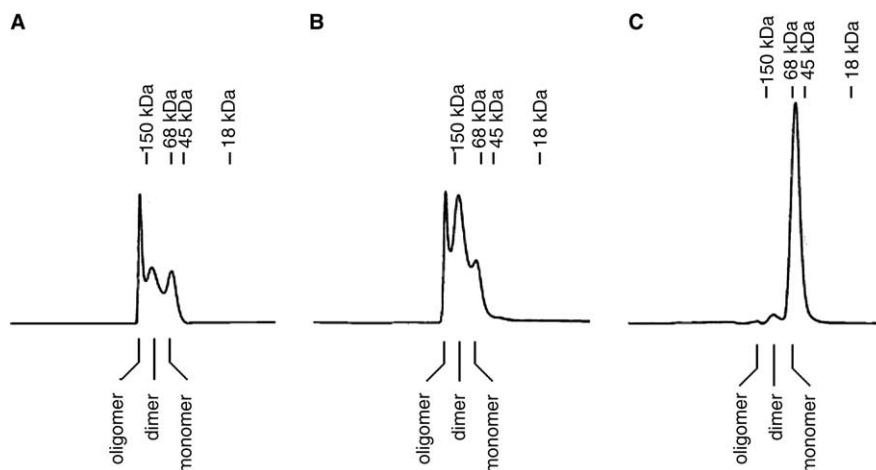 A
–150 kDa
–68 kDa
–45 kDa
–18 kDa
oligomer
dimer
monomer
B
–150 kDa
–68 kDa
–45 kDa
–18 kDa
oligomer
dimer
monomer
C
–150 kDa
–68 kDa
–45 kDa
–18 kDa
oligomer
dimer
monomer